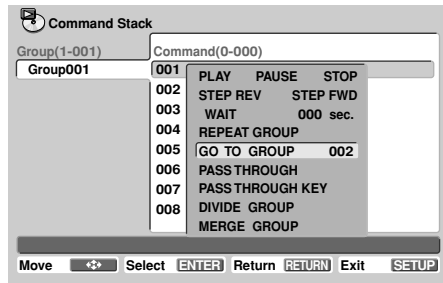 Command Stack
Group(1-001) Command(0-000)
Group001 001
PLAY PAUSE STOP
002 STEP REV STEP FWD
003 WAIT 000 sec.
004 REPEAT GROUP
005 GO TO GROUP 002
006 PASS THROUGH
007 PASS THROUGH KEY
008 DIVIDE GROUP
MERGE GROUP
Move Select ENTER Return RETURN Exit SETUP